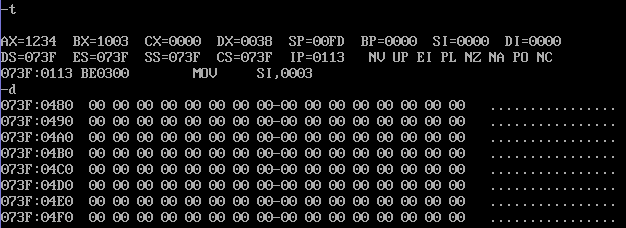 -t
AX=1234  BX=1003  CX=0000  DX=0038  SP=00FD  BP=0000  SI=0000  DI=0000
DS=073F  ES=073F  SS=073F  CS=073F  IP=0113   NV UP EI PL NZ NA PO NC
073F:0113 BE0300        MOV     SI,0003
-d
073F:0480  00 00 00 00 00 00 00 00-00 00 00 00 00 00 00 00   ................
073F:0490  00 00 00 00 00 00 00 00-00 00 00 00 00 00 00 00   ................
073F:04A0  00 00 00 00 00 00 00 00-00 00 00 00 00 00 00 00   ................
073F:04B0  00 00 00 00 00 00 00 00-00 00 00 00 00 00 00 00   ................
073F:04C0  00 00 00 00 00 00 00 00-00 00 00 00 00 00 00 00   ................
073F:04D0  00 00 00 00 00 00 00 00-00 00 00 00 00 00 00 00   ................
073F:04E0  00 00 00 00 00 00 00 00-00 00 00 00 00 00 00 00   ................
073F:04F0  00 00 00 00 00 00 00 00-00 00 00 00 00 00 00 00   ................